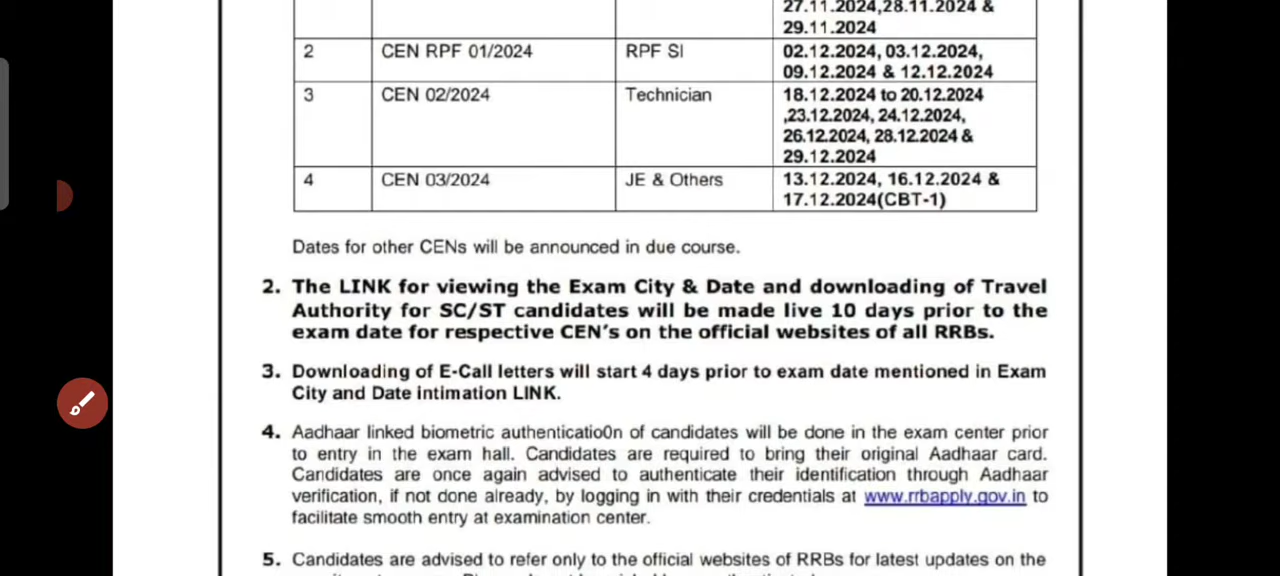 27.11.2024,28.11.2024 &
29.11.2024
2 CEN RPF 01/2024 RPF SI 02.12.2024, 03.12.2024,
09.12.2024 & 12.12.2024
3 CEN 02/2024 Technician 18.12.2024 to 20.12.2024
,23.12.2024, 24.12.2024,
26.12.2024, 28.12.2024 &
29.12.2024
4 CEN 03/2024 JE & Others 13.12.2024, 16.12.2024 &
17.12.2024(CBT-1)
Dates for other CENs will be announced in due course.
2. The LINK for viewing the Exam City & Date and downloading of Travel
Authority for SC/ST candidates will be made live 10 days prior to the
exam date for respective CEN's on the official websites of all RRBs.
3. Downloading of E-Call letters will start 4 days prior to exam date mentioned in Exam
City and Date intimation LINK.
4. Aadhaar linked biometric authenticatio0n of candidates will be done in the exam center prior
to entry in the exam hall. Candidates are required to bring their original Aadhaar card.
Candidates are once again advised to authenticate their identification through Aadhaar
verification, if not done already, by logging in with their credentials at www.rrbapply.gov.in to
facilitate smooth entry at examination center.
5. Candidates are advised to refer only to the official websites of RRBs for latest updates on the